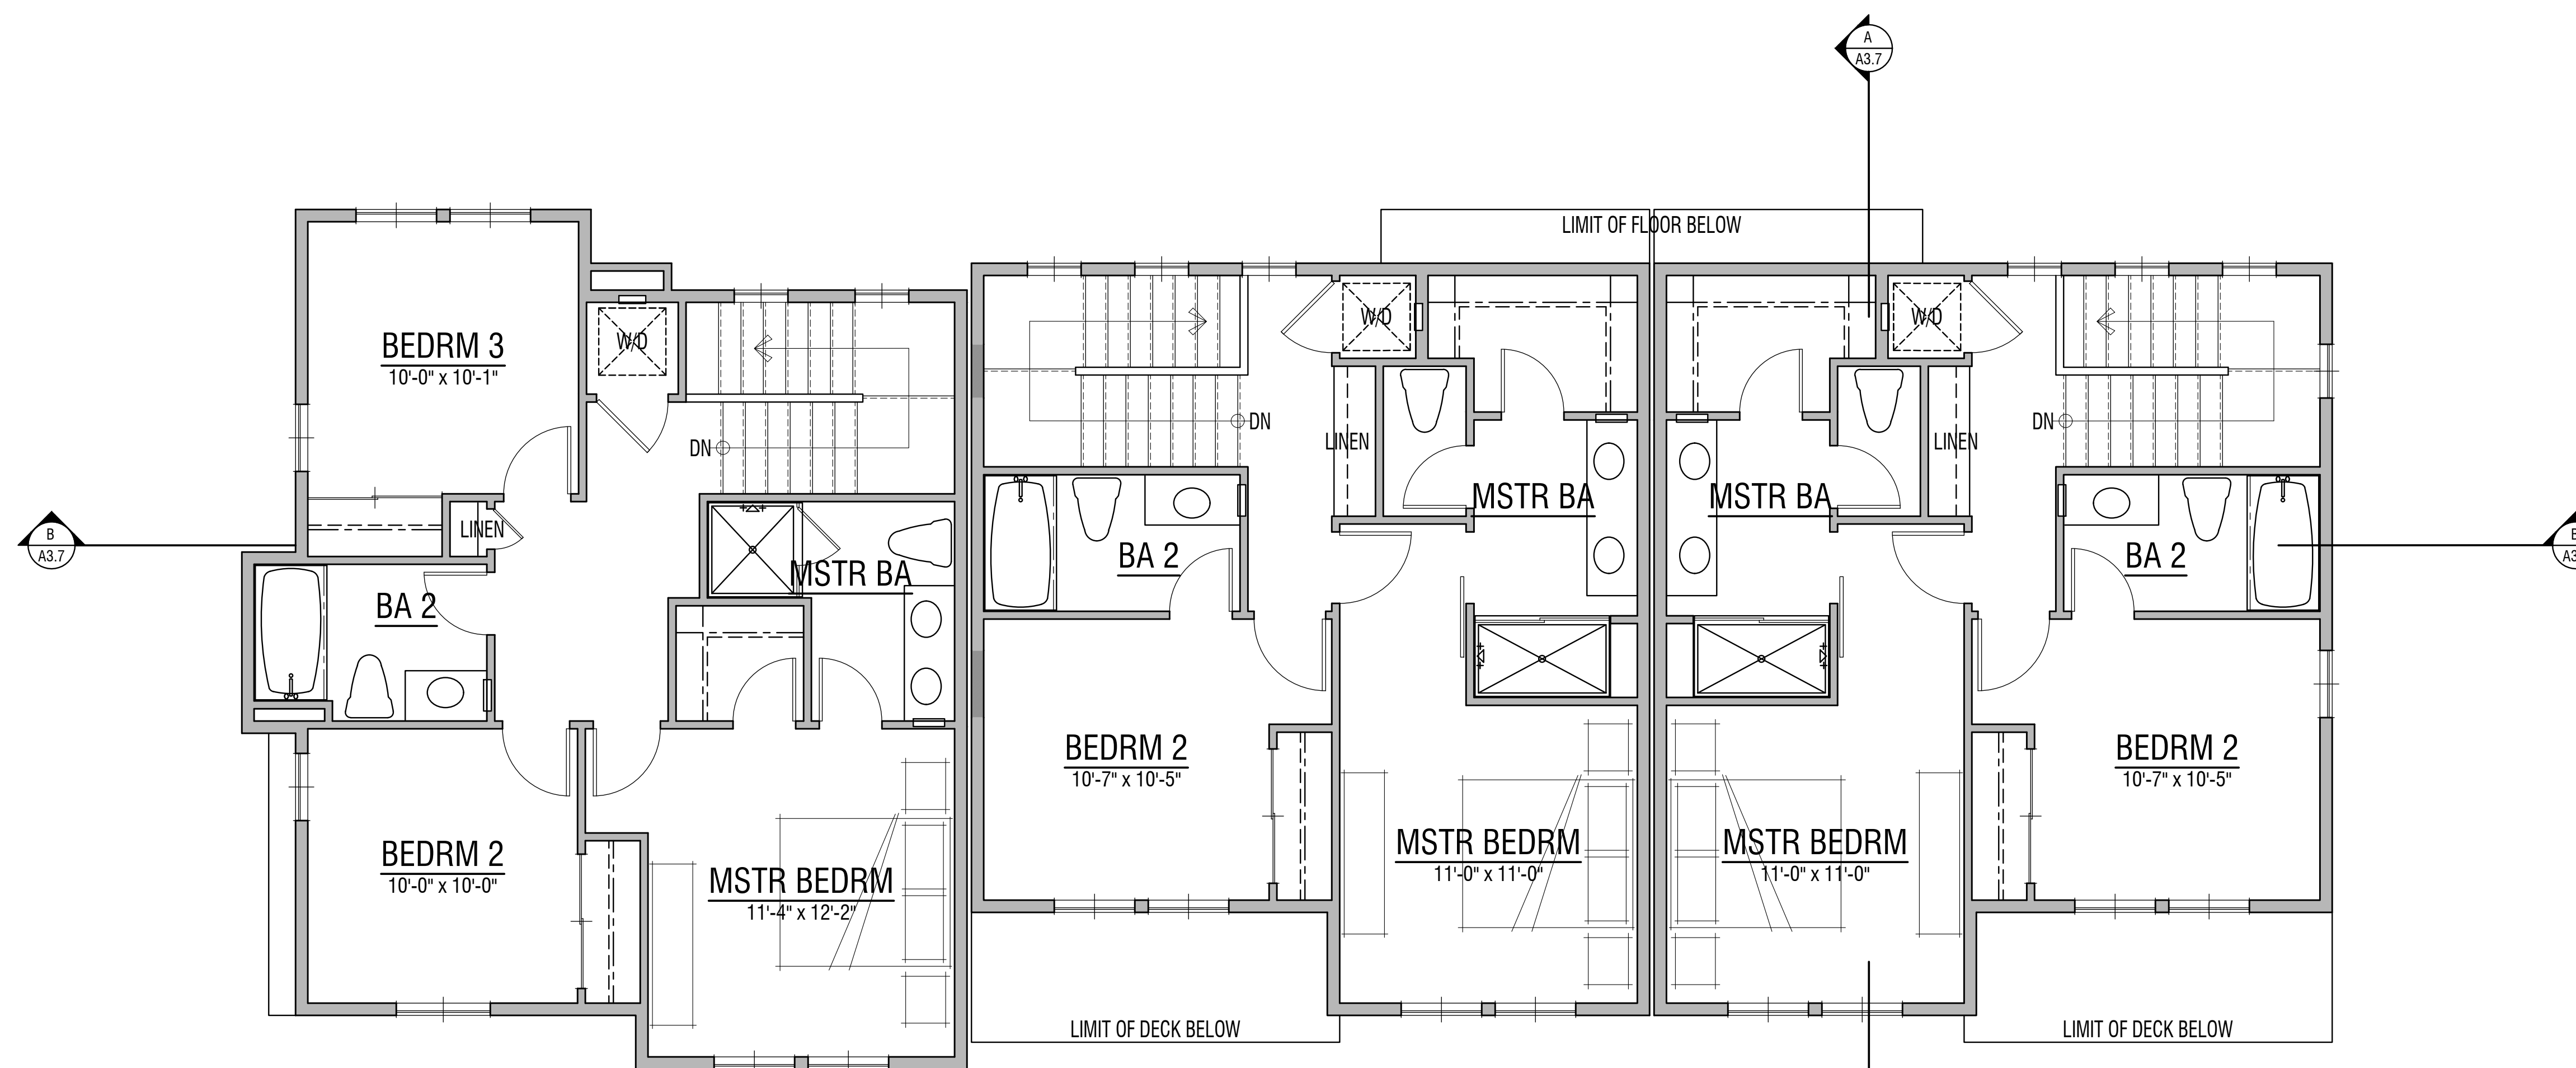 A
A3.7
LIMIT OF FLOOR BELOW
W/D
W/D
W/D
BEDRM 3
10'-0" x 10'-1"
DN
DN
DN
LINEN
LINEN
LINEN
MSTR BA
MSTR BA
B
A3.7
MSTR BA
BA 2
BA 2
BA 2
BEDRM 2
10'-7" x 10'-5"
BEDRM 2
10'-7" x 10'-5"
BEDRM 2
10'-0" x 10'-0"
MSTR BEDRM
11'-4" x 12'-2"
MSTR BEDRM
11'-0" x 11'-0"
MSTR BEDRM
11'-0" x 11'-0"
LIMIT OF DECK BELOW
LIMIT OF DECK BELOW